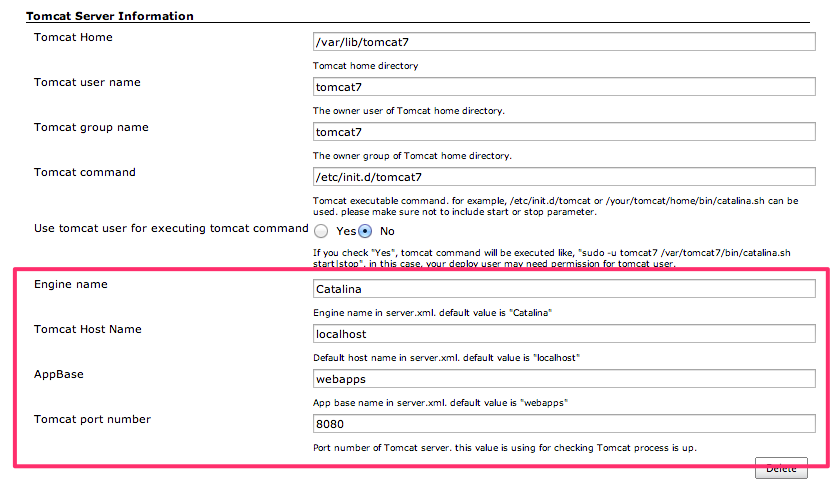 Tomcat Server Information
Tomcat Home
/var/lib/tomcat7
Tomcat home directory
Tomcat user name
tomcat7
The owner user of Tomcat home directory.
Tomcat group name
tomcat7
The owner group of Tomcat home directory.
Tomcat command
/etc/init.d/tomcat7
Tomcat executable command. for example, /etc/init.d/tomcat or /your/tomcat/home/bin/catalina.sh can be
used. please make sure not to include start or stop parameter.
Use tomcat user for executing tomcat command Yes No
If you check "Yes", tomcat command will be executed like, "sudo -u tomcat7 /var/tomcat7/bin/catalina.sh
start|stop". in this case, your deploy user may need permission for tomcat user.
Engine name
Catalina
Engine name in server.xml. default value is "Catalina"
Tomcat Host Name
localhost
Default host name in server.xml. default value is "localhost"
AppBase
webapps
App base name in server.xml. default value is "webapps"
Tomcat port number
8080
Port number of Tomcat server. this value is using for checking Tomcat process is up.
Delete